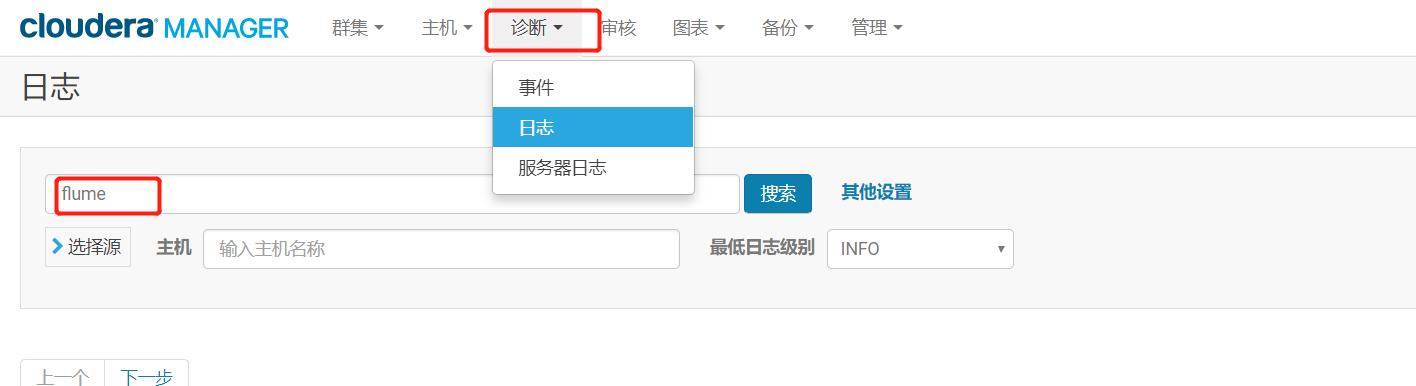 cloudera MANAGER 群集 主机 诊断 审核 图表 备份 管理
日志
事件
日志
服务器日志
flume 搜索 其他设置
选择源 主机 输入主机名称 最低日志级别 INFO
上一个 下一步